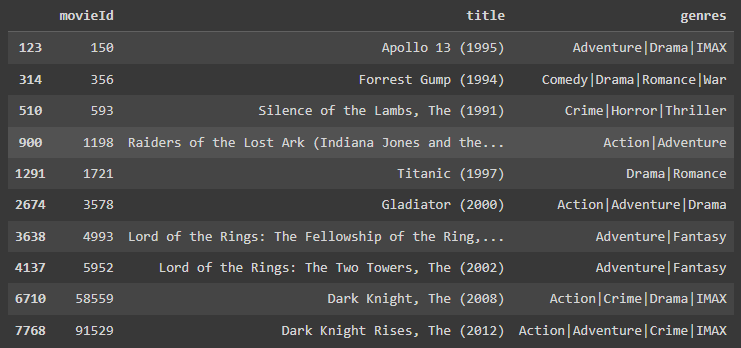 movieId title genres
123 150 Apollo 13 (1995) Adventure|Drama|IMAX
314 356 Forrest Gump (1994) Comedy|Drama|Romance|War
510 593 Silence of the Lambs, The (1991) Crime|Horror|Thriller
900 1198 Raiders of the Lost Ark (Indiana Jones and the... Action|Adventure
1291 1721 Titanic (1997) Drama|Romance
2674 3578 Gladiator (2000) Action|Adventure|Drama
3638 4993 Lord of the Rings: The Fellowship of the Ring,... Adventure|Fantasy
4137 5952 Lord of the Rings: The Two Towers, The (2002) Adventure|Fantasy
6710 58559 Dark Knight, The (2008) Action|Crime|Drama|IMAX
7768 91529 Dark Knight Rises, The (2012) Action|Adventure|Crime|IMAX